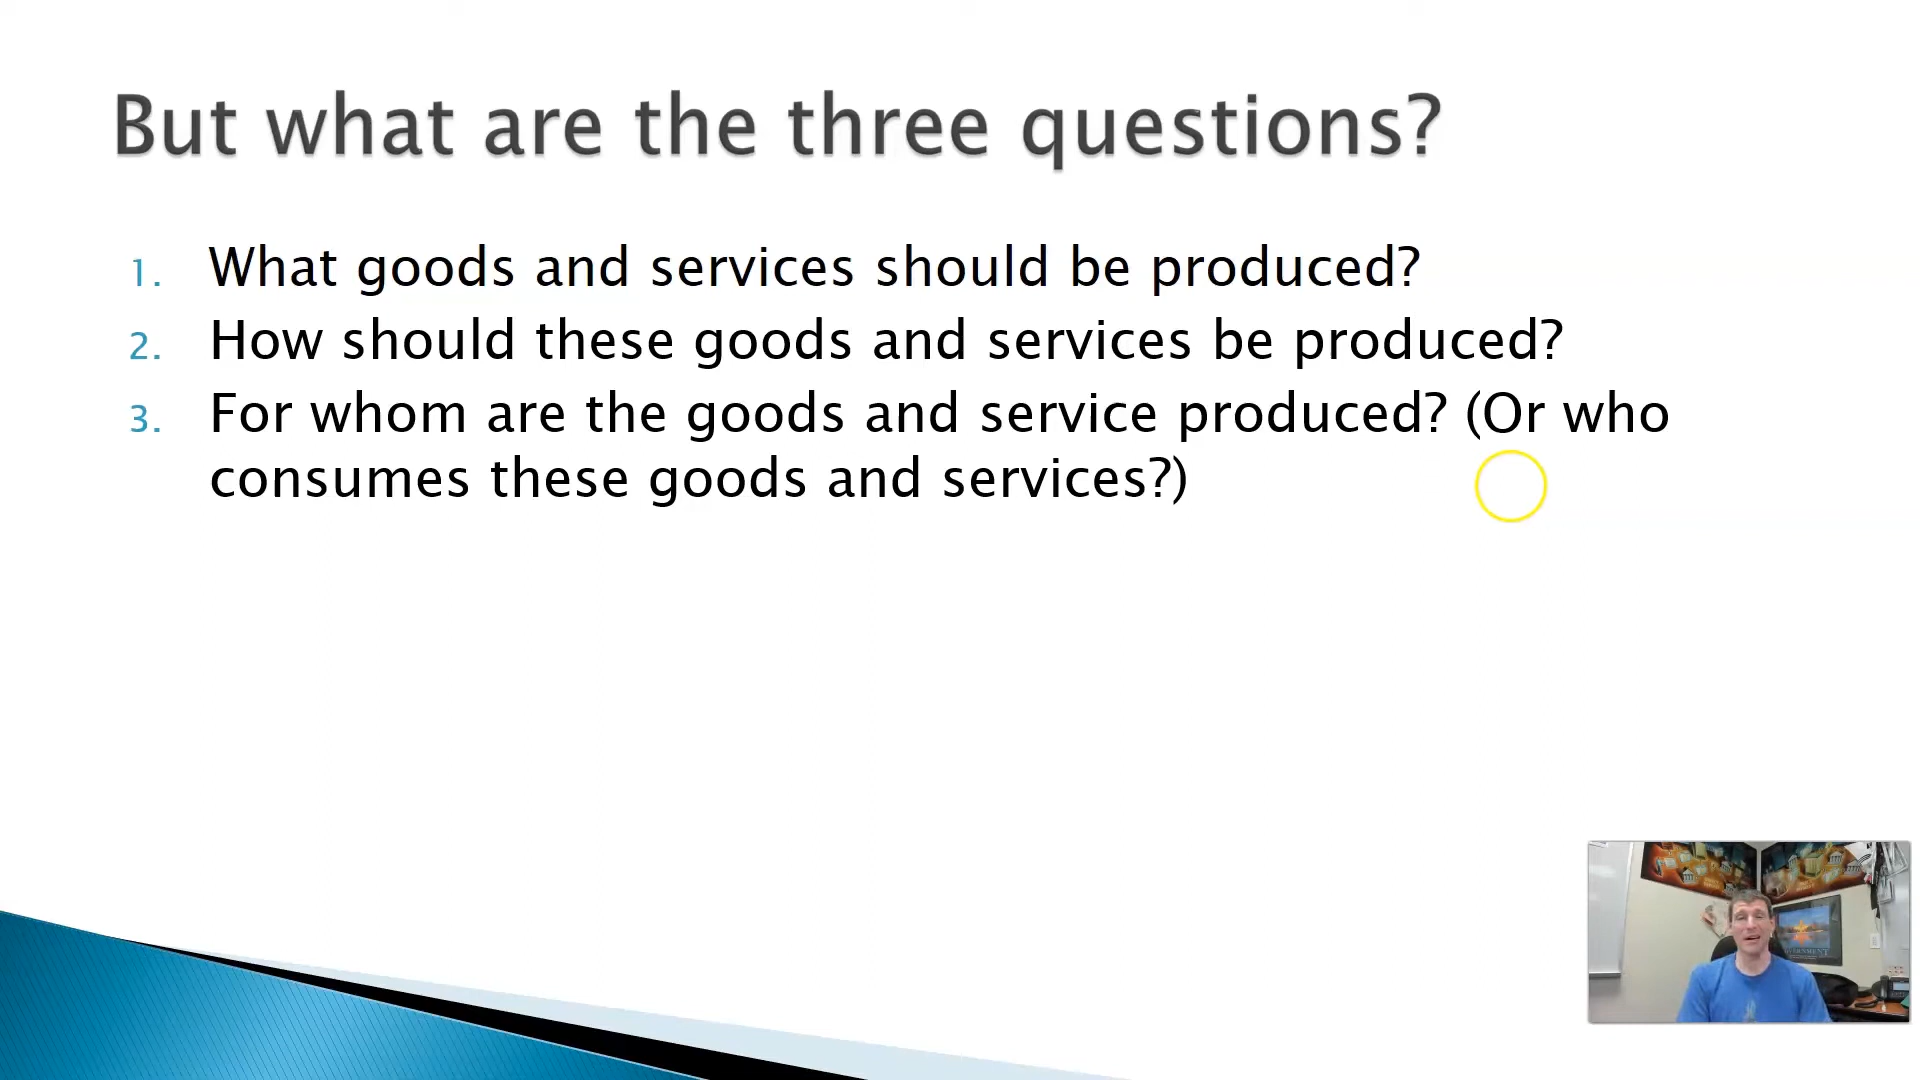 But what are the three questions?
1. What goods and services should be produced?
2. How should these goods and services be produced?
3. For whom are the goods and service produced? (Or who
consumes these goods and services?)